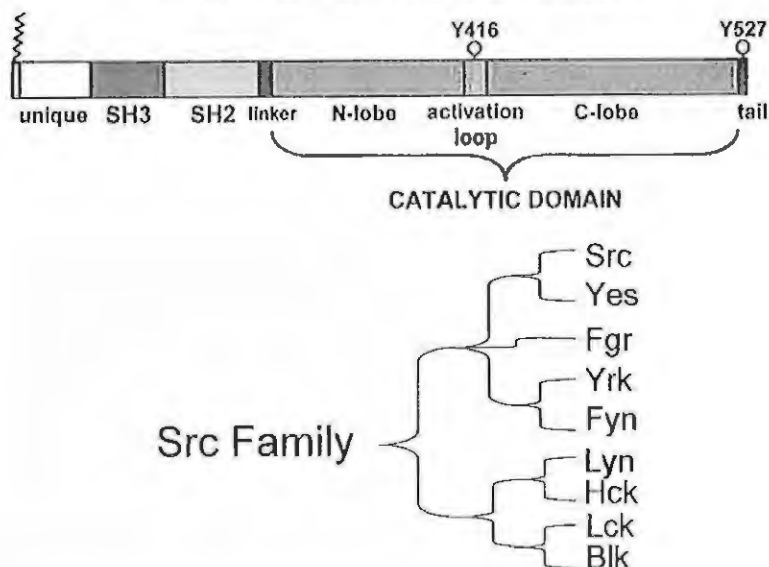 Y416 Y527
unique SH3 SH2 linker N-lobe activation loop C-lobe tail
CATALYTIC DOMAIN
Src
Yes
Fgr
Yrk
Fyn
Src Family
Lyn
Hck
Lck
Blk